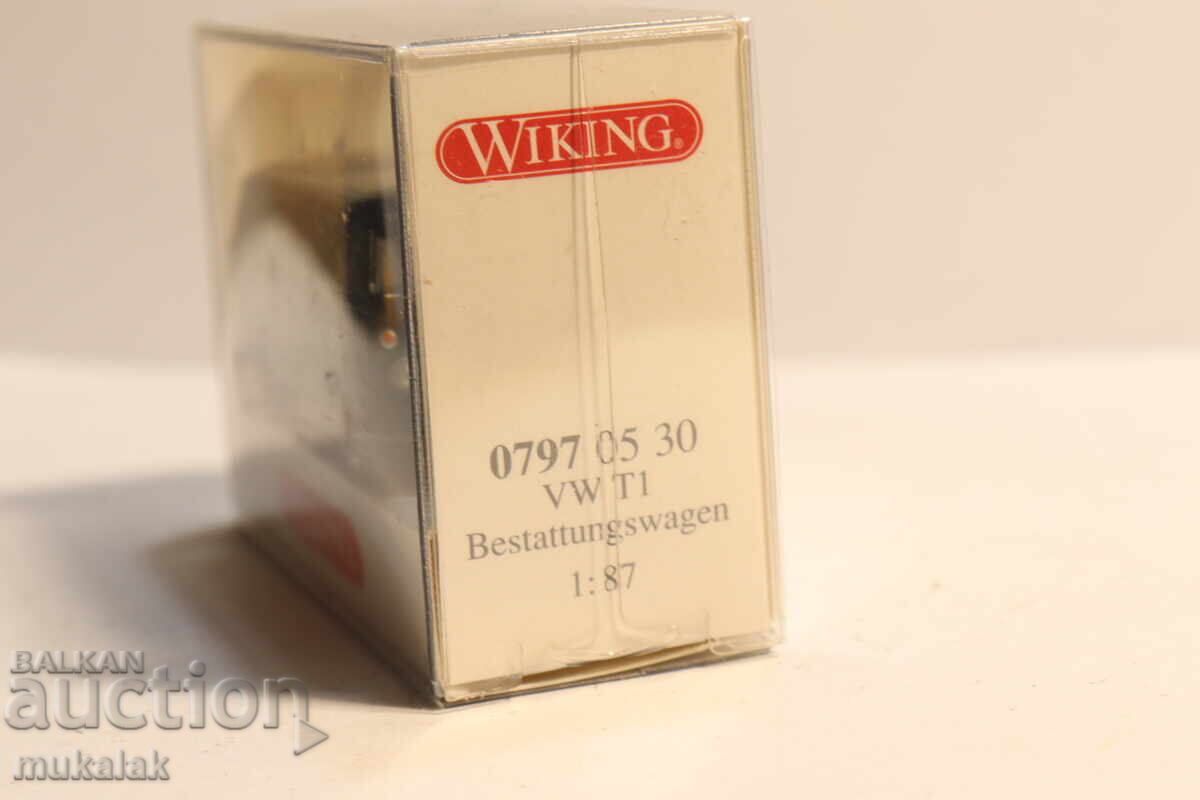 WIKING®
0797 05 30
VW T1
Bestattungswagen
1:87
BALKAN
auction
mukalak